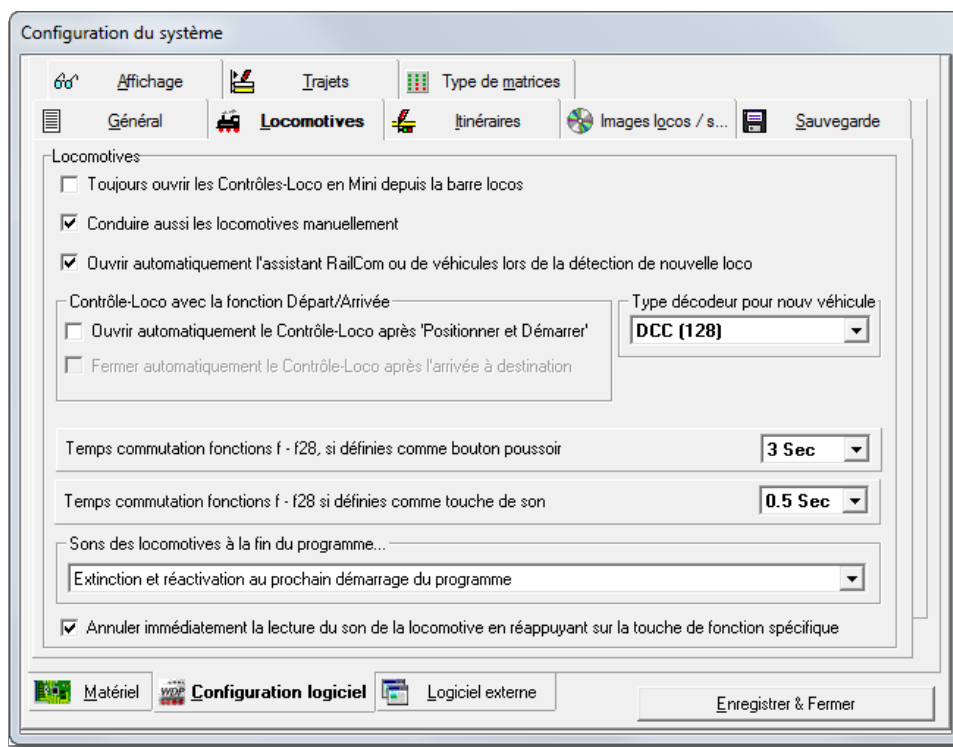 Configuration du système
Affichage
Trajets
Type de matrices
Général
Locomotives
Itinéraires
Images locos / s...
Sauvegarde
Locomotives
Toujours ouvrir les Contrôles-Loco en Mini depuis la barre locos
Conduire aussi les locomotives manuellement
Ouvrir automatiquement l'assistant RailCom ou de véhicules lors de la détection de nouvelle loco
Contrôle-Loco avec la fonction Départ/Arrivée
Type décodeur pour nouv véhicule
Ouvrir automatiquement le Contrôle-Loco après 'Positionner et Démarrer'
DCC (128)
Fermer automatiquement le Contrôle-Loco après l'arrivée à destination
Temps commutation fonctions f - f28, si définies comme bouton poussoir
3 Sec
Temps commutation fonctions f - f28 si définies comme touche de son
0.5 Sec
Sons des locomotives à la fin du programme...
Extinction et réactivation au prochain démarrage du programme
Annuler immédiatement la lecture du son de la locomotive en réappuyant sur la touche de fonction spécifique
Matériel
WDP
Configuration logiciel
Logiciel externe
Enregistrer & Fermer